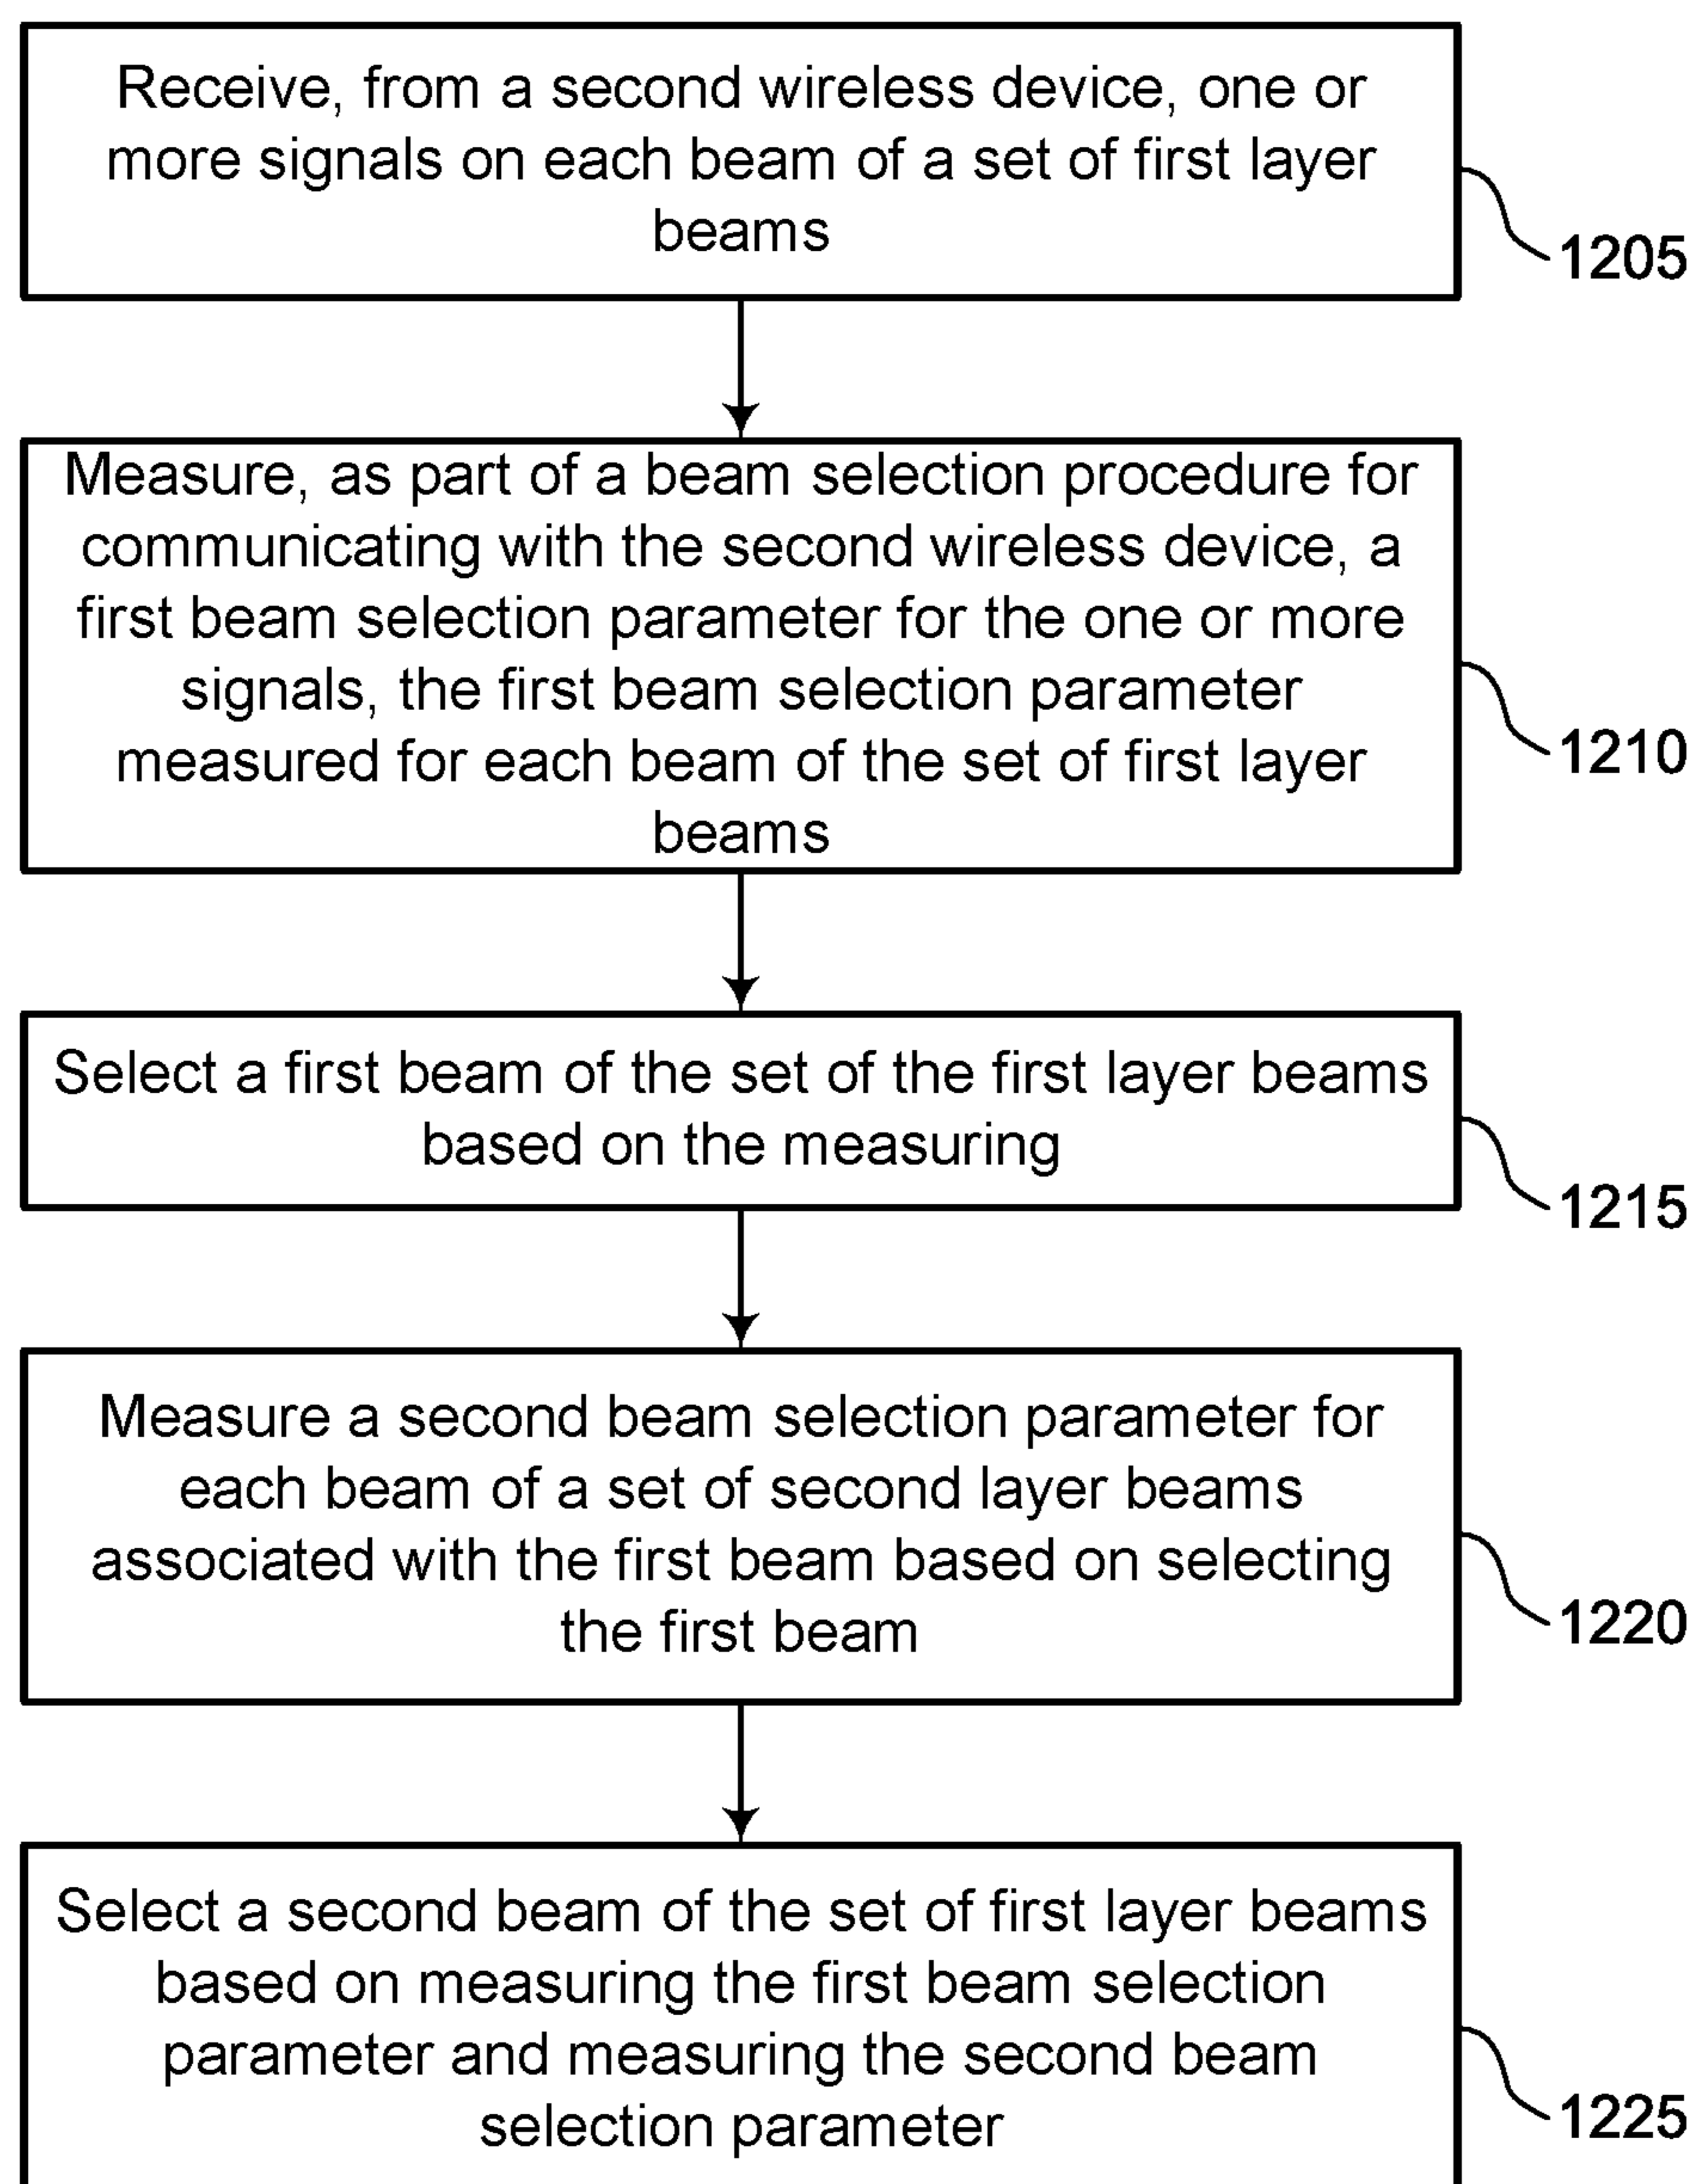 Receive, from a second wireless device, one or
more signals on each beam of a set of first layer
beams
1205
Measure, as part of a beam selection procedure for
communicating with the second wireless device, a
first beam selection parameter for the one or more
signals, the first beam selection parameter
measured for each beam of the set of first layer
beams
1210
Select a first beam of the set of the first layer beams
based on the measuring
1215
Measure a second beam selection parameter for
each beam of a set of second layer beams
associated with the first beam based on selecting
the first beam
1220
Select a second beam of the set of first layer beams
based on measuring the first beam selection
parameter and measuring the second beam
selection parameter
1225